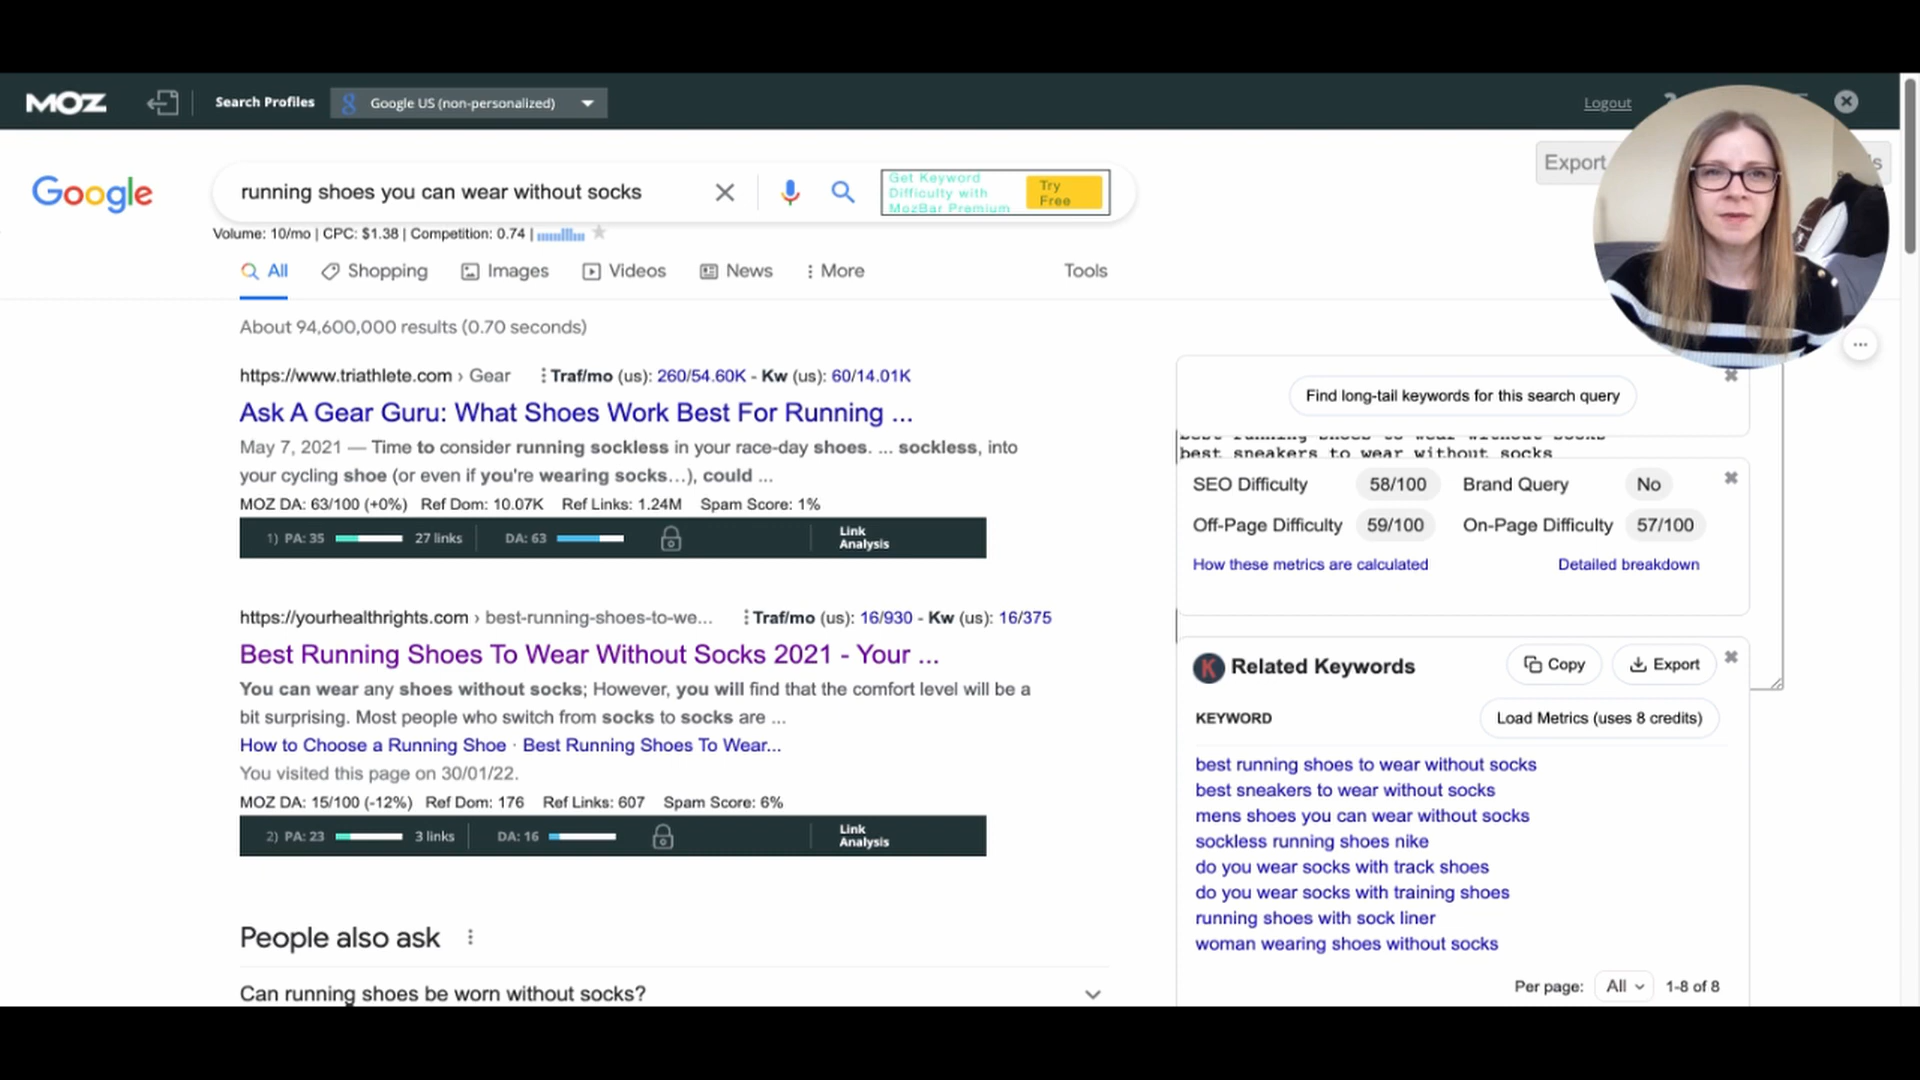 MOZ
Search Profiles
Google US (non-personalized)
Logout
Export
Google
running shoes you can wear without socks
Get Keyword
Difficulty with
MozBar Premium
Try
Free
Volume: 10/mo | CPC: $1.38 | Competition: 0.74 |
All
Shopping
Images
Videos
News
More
Tools
About 94,600,000 results (0.70 seconds)
https://www.triathlete.com › Gear
Traf/mo (us): 260/54.60K - Kw (us): 60/14.01K
Ask A Gear Guru: What Shoes Work Best For Running ...
May 7, 2021 — Time to consider running sockless in your race-day shoes. ... sockless, into
your cycling shoe (or even if you're wearing socks...), could ...
MOZ DA: 63/100 (+0%) Ref Dom: 10.07K Ref Links: 1.24M Spam Score: 1%
1) PA: 35
27 links
DA: 63
Link
Analysis
https://yourhealthrights.com › best-running-shoes-to-we...
Traf/mo (us): 16/930 - Kw (us): 16/375
Best Running Shoes To Wear Without Socks 2021 - Your ...
You can wear any shoes without socks; However, you will find that the comfort level will be a
bit surprising. Most people who switch from socks to socks are ...
How to Choose a Running Shoe · Best Running Shoes To Wear...
You visited this page on 30/01/22.
MOZ DA: 15/100 (-12%) Ref Dom: 176 Ref Links: 607 Spam Score: 6%
2) PA: 23
3 links
DA: 16
Link
Analysis
People also ask
Can running shoes be worn without socks?
Find long-tail keywords for this search query
best running shoes to wear without socks
best sneakers to wear without socks
SEO Difficulty
58/100
Brand Query
No
Off-Page Difficulty
59/100
On-Page Difficulty
57/100
How these metrics are calculated
Detailed breakdown
K
Related Keywords
Copy
Export
KEYWORD
Load Metrics (uses 8 credits)
best running shoes to wear without socks
best sneakers to wear without socks
mens shoes you can wear without socks
sockless running shoes nike
do you wear socks with track shoes
do you wear socks with training shoes
running shoes with sock liner
woman wearing shoes without socks
Per page:
All
1-8 of 8